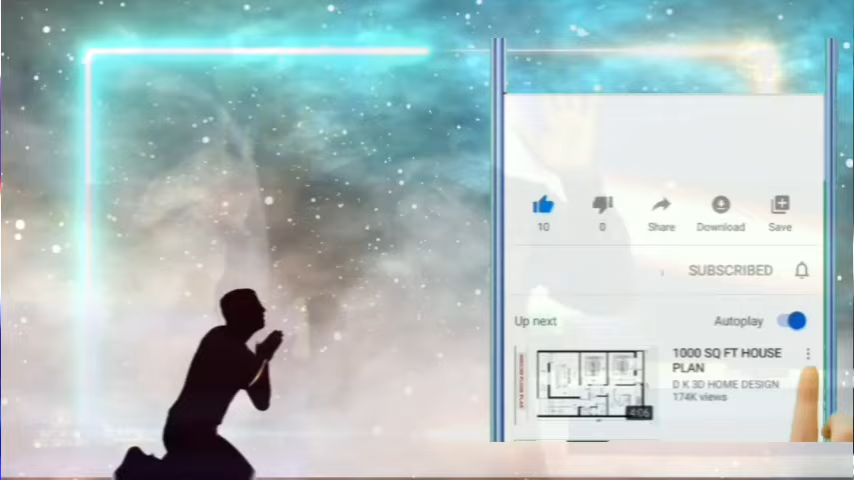 10
0
Share
Download
Save
SUBSCRIBED
Up next
Autoplay
1000 SQ FT HOUSE
PLAN
D K 3D HOME DESIGN
174K views
4:06